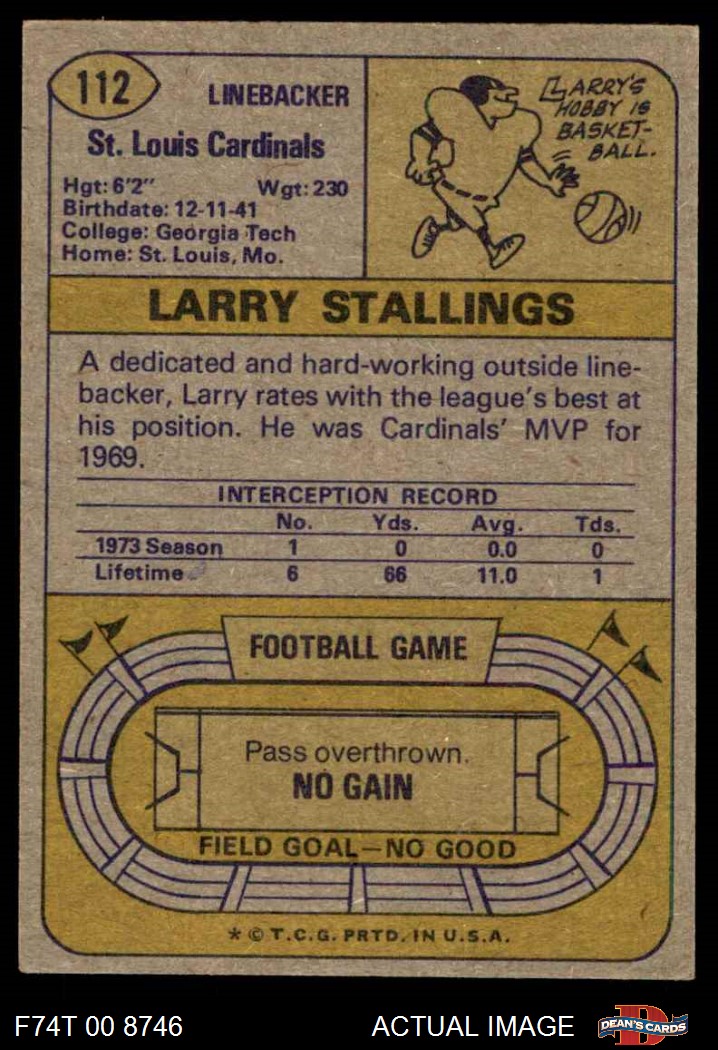 112
LINEBACKER
St. Louis Cardinals
Hgt: 6'2" Wgt: 230
Birthdate: 12-11-41
College: Georgia Tech
Home: St. Louis, Mo.
LARRY'S
HOBBY IS
BASKET-
BALL.
LARRY STALLINGS
A dedicated and hard-working outside line-
backer, Larry rates with the league's best at
his position. He was Cardinals' MVP for
1969.
INTERCEPTION RECORD
No. Yds. Avg. Tds.
1973 Season 1 0 0.0 0
Lifetime 6 66 11.0 1
FOOTBALL GAME
Pass overthrown.
NO GAIN
FIELD GOAL—NO GOOD
* © T.C.G. PRTD. IN U.S.A.
F74T 00 8746 ACTUAL IMAGE
D
DEAN'S CARDS